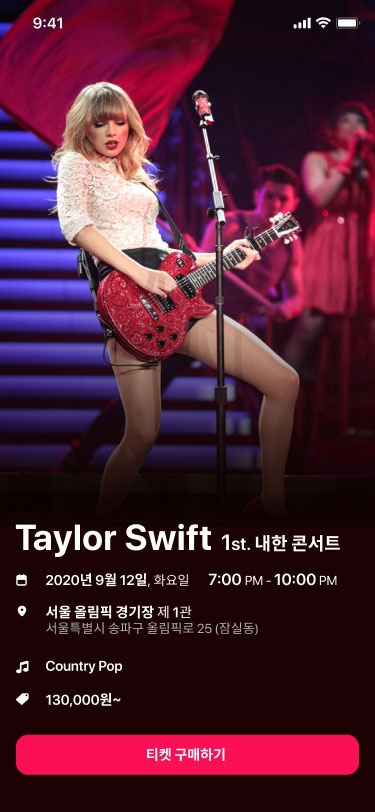 9:41
Taylor Swift 1st. 내한 콘서트
2020년 9월 12일, 화요일 7:00 PM - 10:00 PM
서울 올림픽 경기장 제 1관
서울특별시 송파구 올림픽로 25 (잠실동)
Country Pop
130,000원~
티켓 구매하기